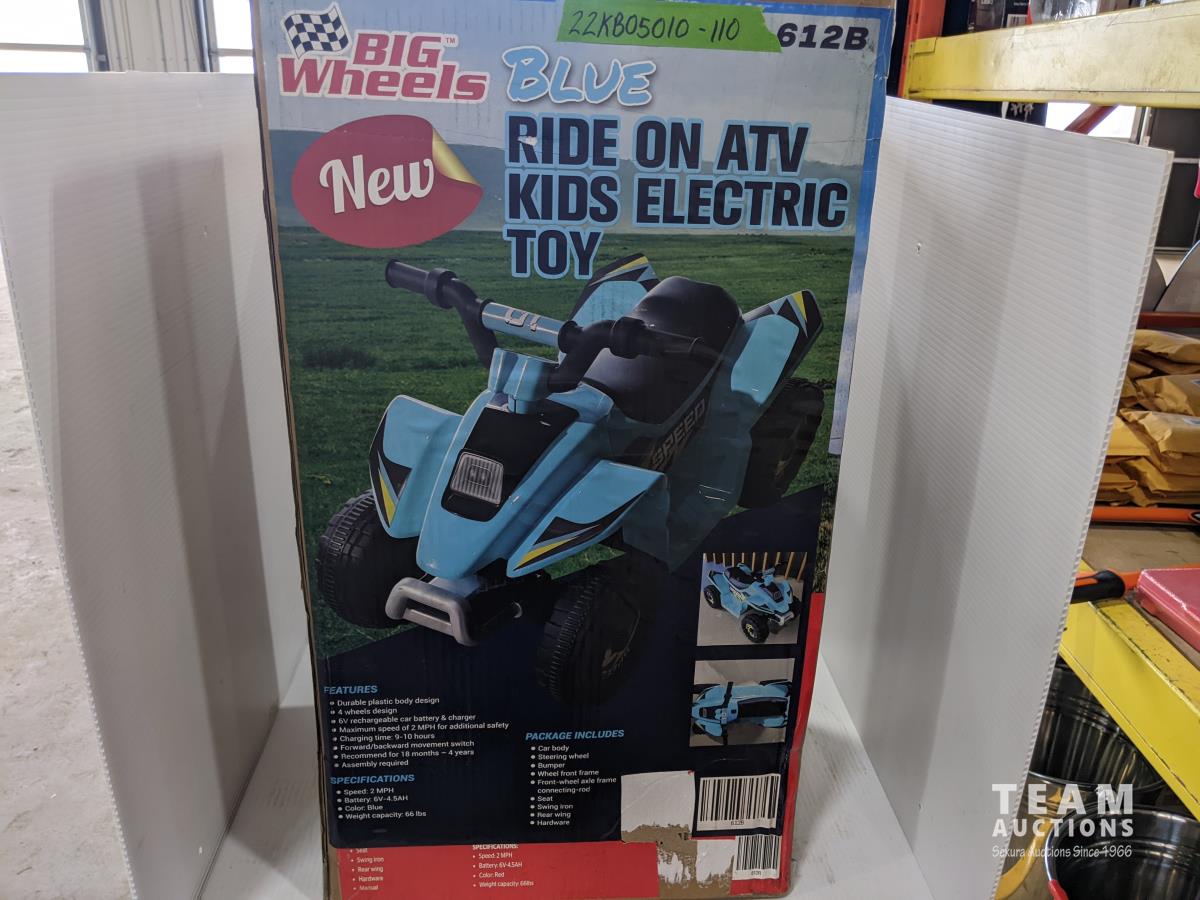 22KB05010-110
612B
BIG™
Wheels
BLUE
New
RIDE ON ATV
KIDS ELECTRIC
TOY
SPEED
FEATURES
• Durable plastic body design
• 4 wheels design
• 6V rechargeable car battery & charger
• Maximum speed of 2 MPH for additional safety
• Charging time: 9-10 hours
• Forward/backward movement switch
• Recommend for 18 months – 4 years
• Assembly required
SPECIFICATIONS
• Speed: 2 MPH
• Battery: 6V-4.5AH
• Color: Blue
• Weight capacity: 66 lbs
PACKAGE INCLUDES
• Car body
• Steering wheel
• Bumper
• Wheel front frame
• Front-wheel axle frame
connecting-rod
• Seat
• Swing iron
• Rear wing
• Hardware
612B
• Seat
• Swing iron
• Rear wing
• Hardware
• Manual
SPECIFICATIONS:
• Speed: 2 MPH
• Battery: 6V-4.5AH
• Color: Red
• Weight capacity: 66lbs
612R
TEAM
AUCTIONS
Sekura Auctions Since 1966